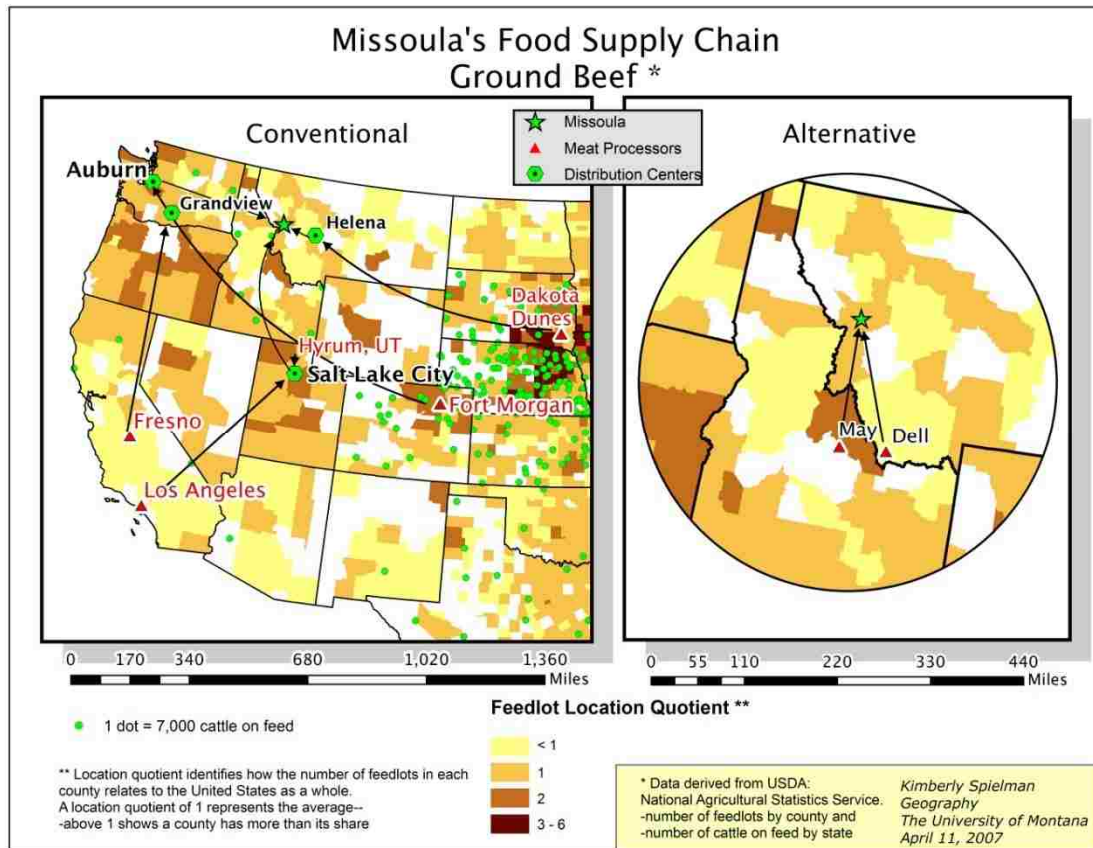 Missoula's Food Supply Chain
Ground Beef *
Conventional
Missoula
Meat Processors
Distribution Centers
Alternative
Auburn
Grandview
Helena
Dakota
Dunes
Hyrum, UT
Salt Lake City
Fort Morgan
Fresno
Los Angeles
May
Dell
0 170 340 680 1,020 1,360
Miles
0 55 110 220 330 440
Miles
1 dot = 7,000 cattle on feed
** Location quotient identifies how the number of feedlots in each
county relates to the United States as a whole.
A location quotient of 1 represents the average--
-above 1 shows a county has more than its share
Feedlot Location Quotient **
< 1
1
2
3 - 6
* Data derived from USDA:
National Agricultural Statistics Service.
-number of feedlots by county and
-number of cattle on feed by state
Kimberly Spielman
Geography
The University of Montana
April 11, 2007